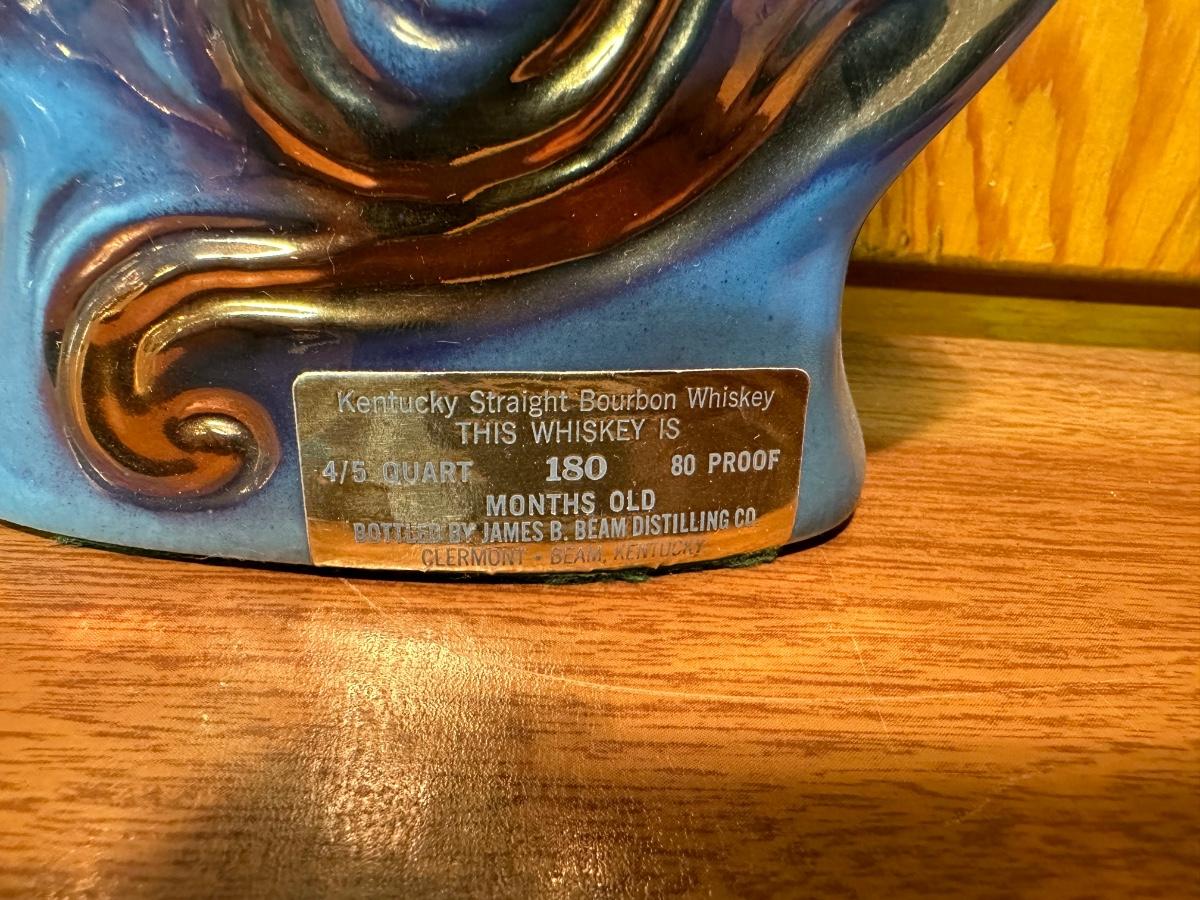 Kentucky Straight Bourbon Whiskey
THIS WHISKEY IS
4/5 QUART 180 80 PROOF
MONTHS OLD
BOTTLED BY JAMES B. BEAM DISTILLING CO.
CLERMONT - BEAM, KENTUCKY